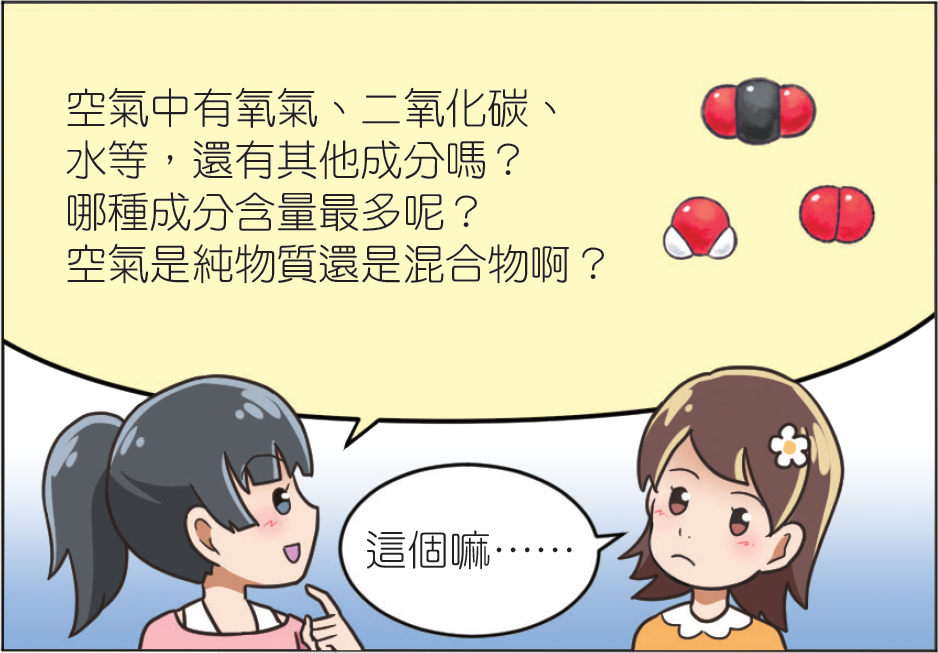 空氣中有氧氣、二氧化碳、
水等，還有其他成分嗎？
哪種成分含量最多呢？
空氣是純物質還是混合物啊？
這個嘛⋯⋯